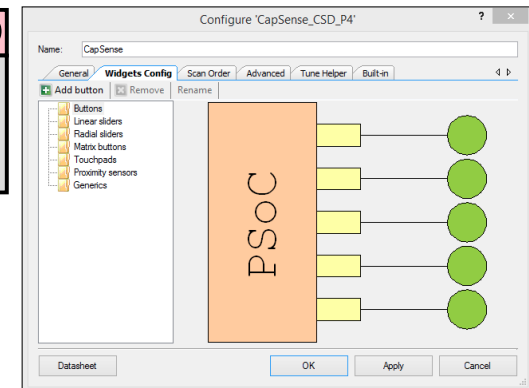 Configure 'CapSense_CSD_P4'
?
Name: CapSense
General Widgets Config Scan Order Advanced Tune Helper Built-in
Add button Remove Rename
Buttons
Linear sliders
Radial sliders
Matrix buttons
Touchpads
Proximity sensors
Generics
PSoC
Datasheet OK Apply Cancel